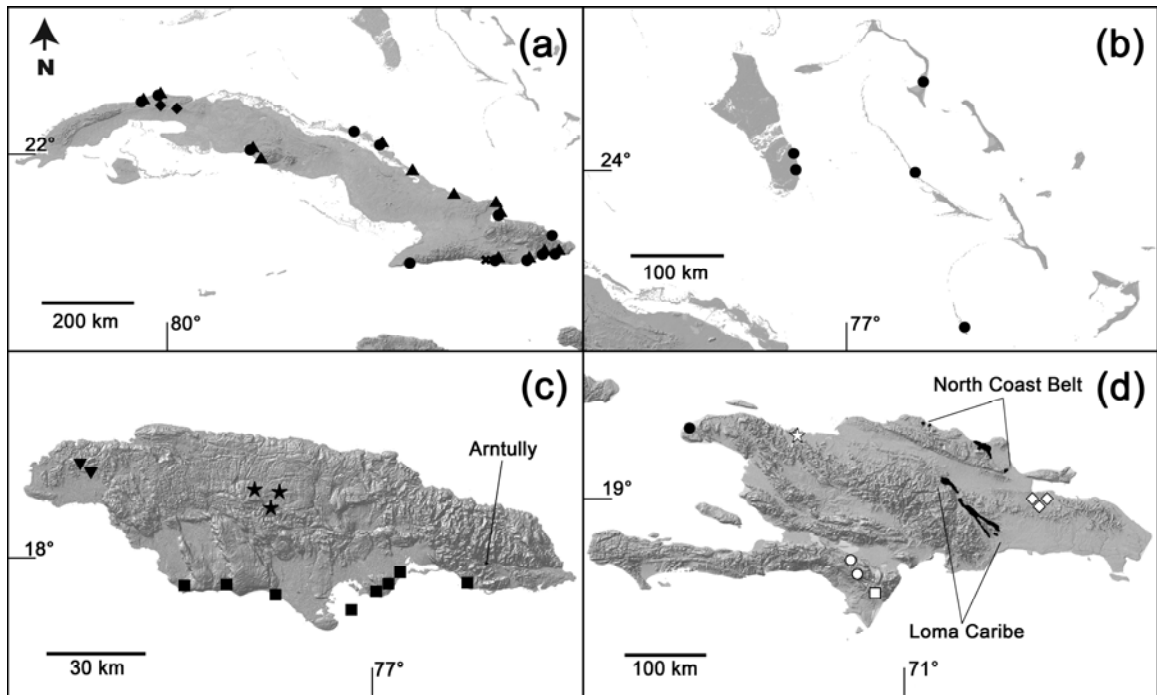 (a)
N
22°
200 km
80°
(b)
24°
100 km
77°
(c)
Arntully
18°
30 km
77°
(d)
North Coast Belt
19°
Loma Caribe
100 km
71°